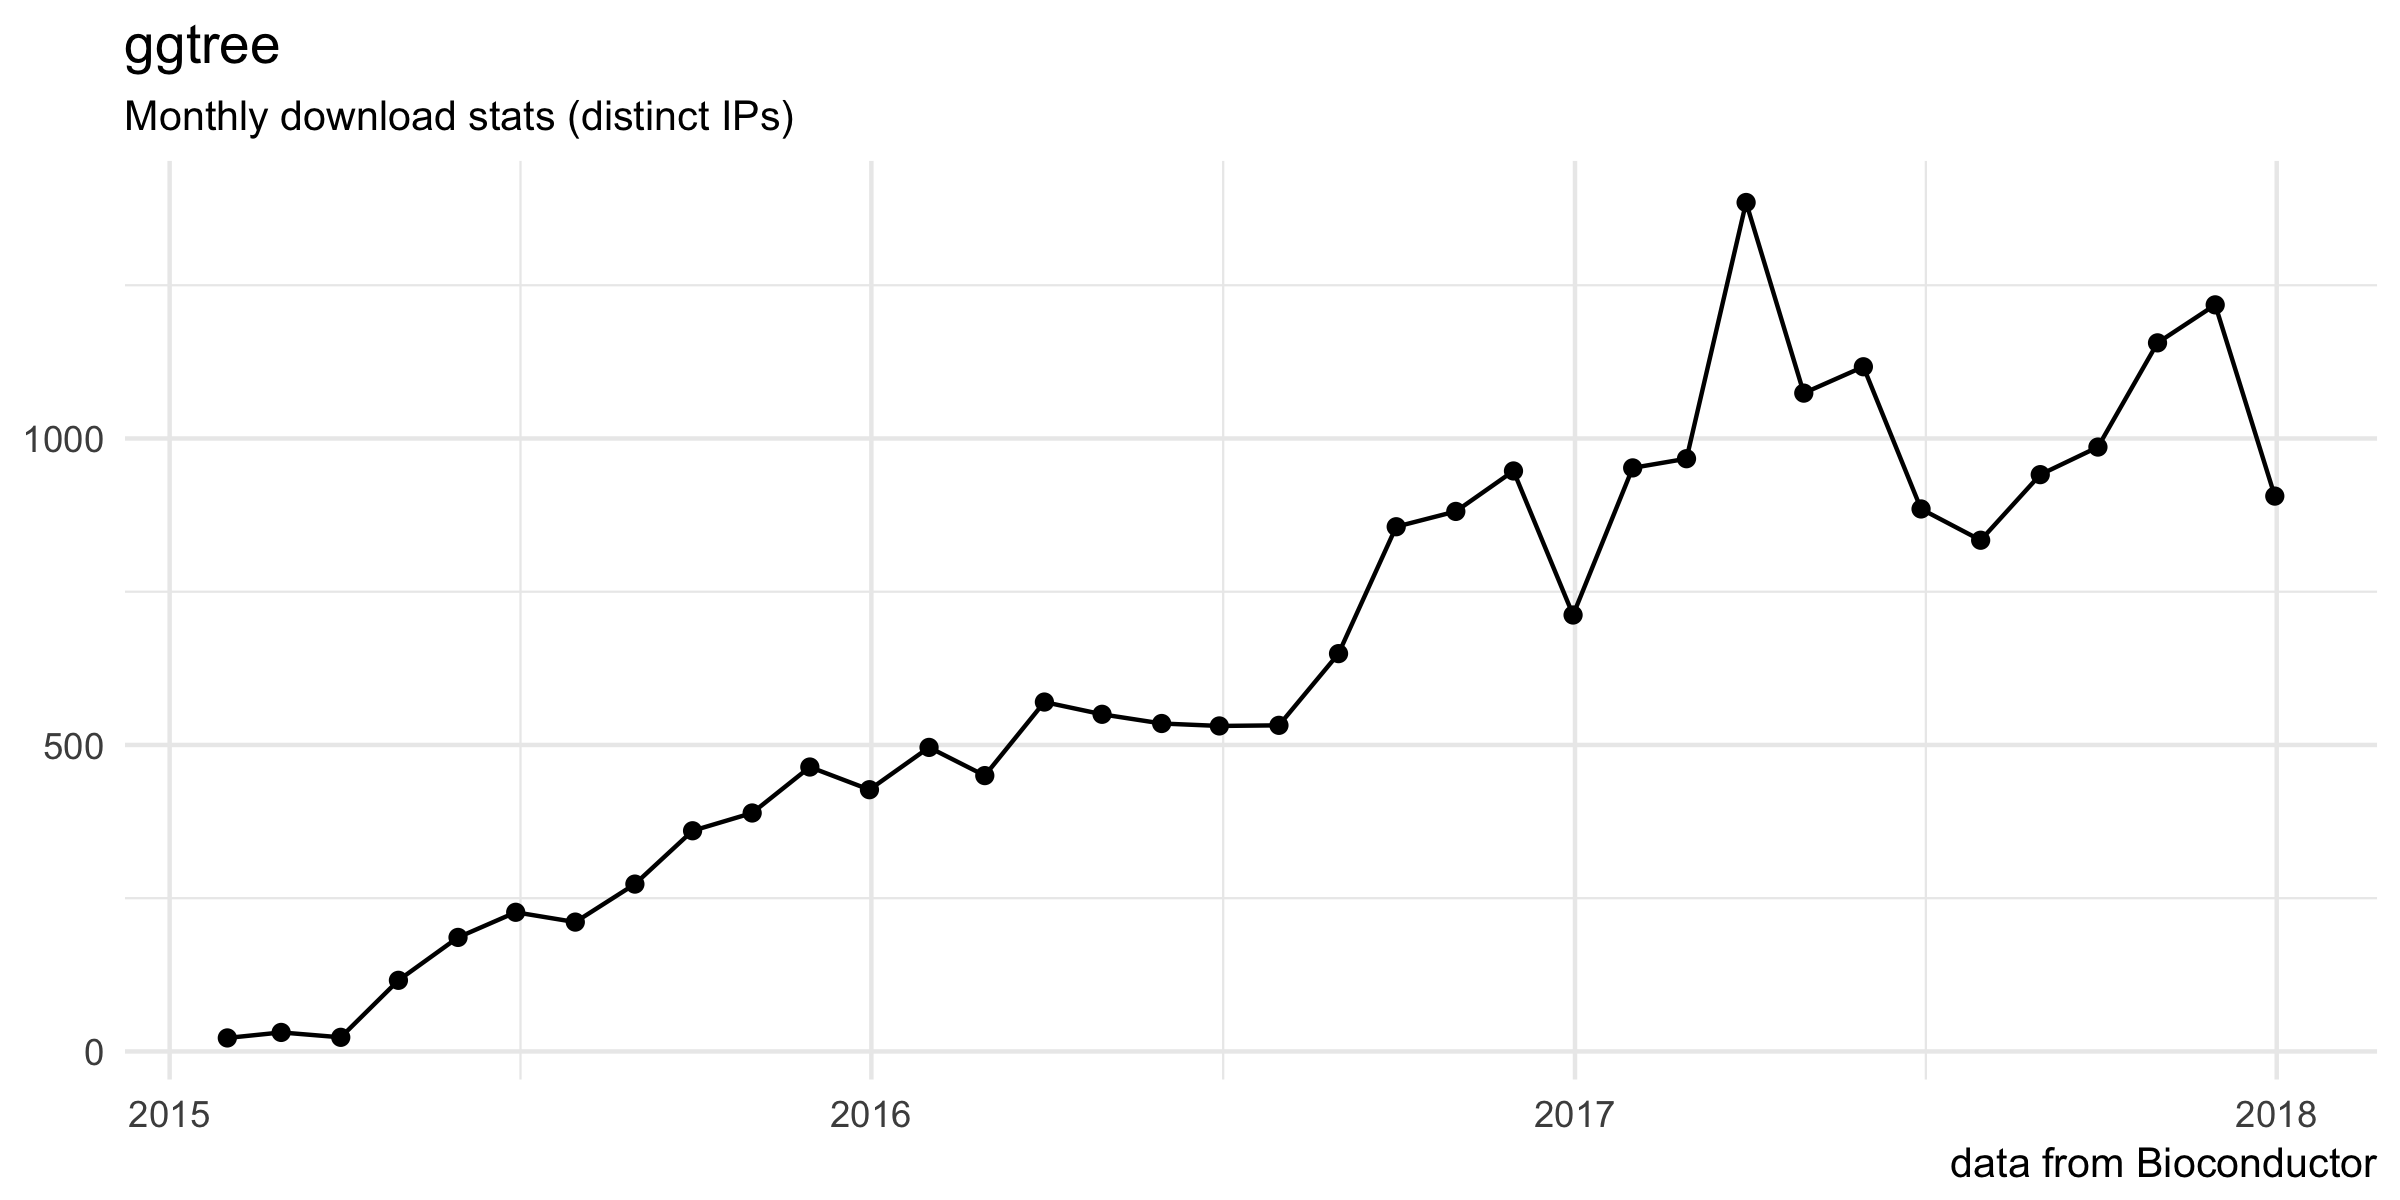 ggtree
Monthly download stats (distinct IPs)
1000
500
0
2015 2016 2017 2018
data from Bioconductor